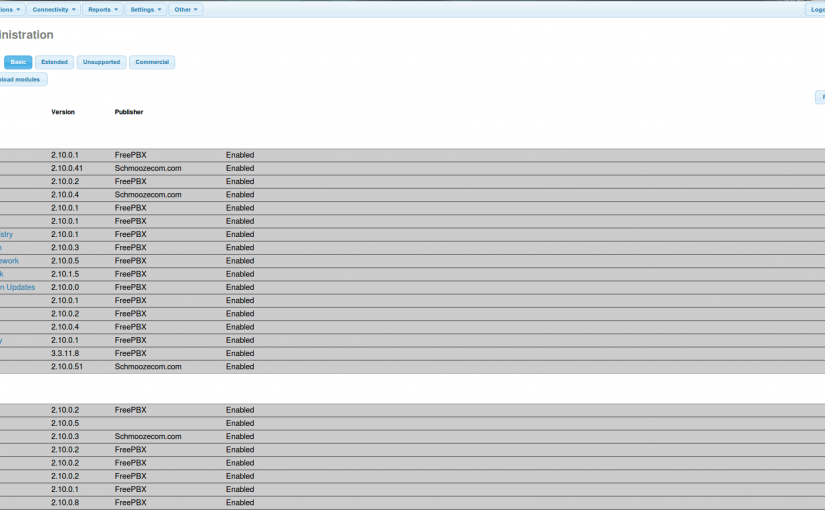 ions Connectivity Reports Settings Other Logo
inistration
Basic Extended Unsupported Commercial
pload modules
Version Publisher
2.10.0.1 FreePBX Enabled
2.10.0.41 Schmoozecom.com Enabled
2.10.0.2 FreePBX Enabled
2.10.0.4 Schmoozecom.com Enabled
2.10.0.1 FreePBX Enabled
2.10.0.1 FreePBX Enabled
istry 2.10.0.1 FreePBX Enabled
2.10.0.3 FreePBX Enabled
ework 2.10.0.5 FreePBX Enabled
k 2.10.1.5 FreePBX Enabled
n Updates 2.10.0.0 FreePBX Enabled
2.10.0.1 FreePBX Enabled
2.10.0.2 FreePBX Enabled
2.10.0.4 FreePBX Enabled
y 2.10.0.1 FreePBX Enabled
3.3.11.8 FreePBX Enabled
2.10.0.51 Schmoozecom.com Enabled
2.10.0.2 FreePBX Enabled
2.10.0.5 Enabled
2.10.0.3 Schmoozecom.com Enabled
2.10.0.2 FreePBX Enabled
2.10.0.2 FreePBX Enabled
2.10.0.2 FreePBX Enabled
2.10.0.1 FreePBX Enabled
2.10.0.8 FreePBX Enabled